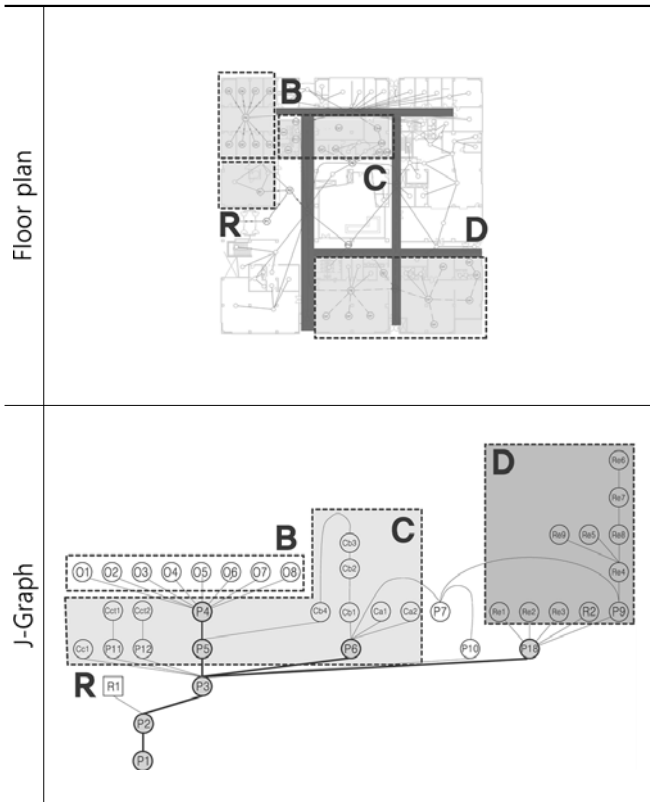 Floor plan
B
C
R
D
J-Graph
D
Re6
Re7
Re9 Re5 Re8
Re4
Re1 Re2 Re3 R2 P9
B
C
Cb3
Cb2
O1 O2 O3 O4 O5 O6 O7 O8
Cct1 Cct2 P4 Cb4 Cb1 Ca1 Ca2 P7
Cc1 P11 P12 P5 P6 P10 P18
R R1 P3
P2
P1